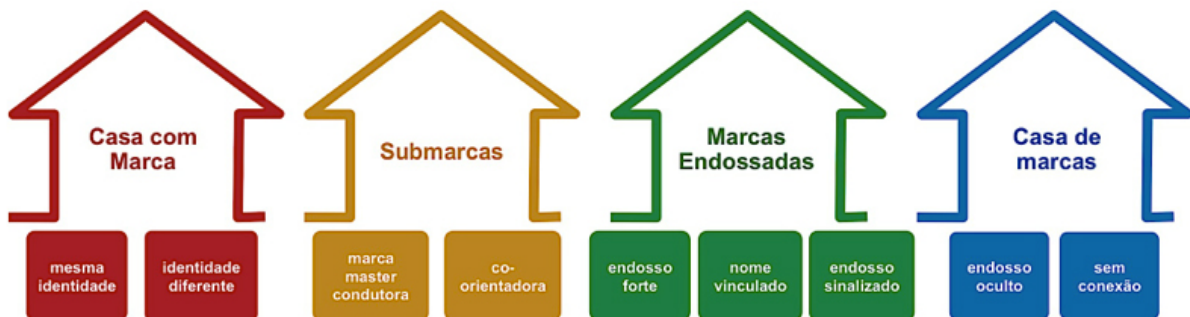 Casa com
Marca
Submarcas
Marcas
Endossadas
Casa de
marcas
mesma
identidade
identidade
diferente
marca
master
condutora
co-
orientadora
endosso
forte
nome
vinculado
endosso
sinalizado
endosso
oculto
sem
conexão